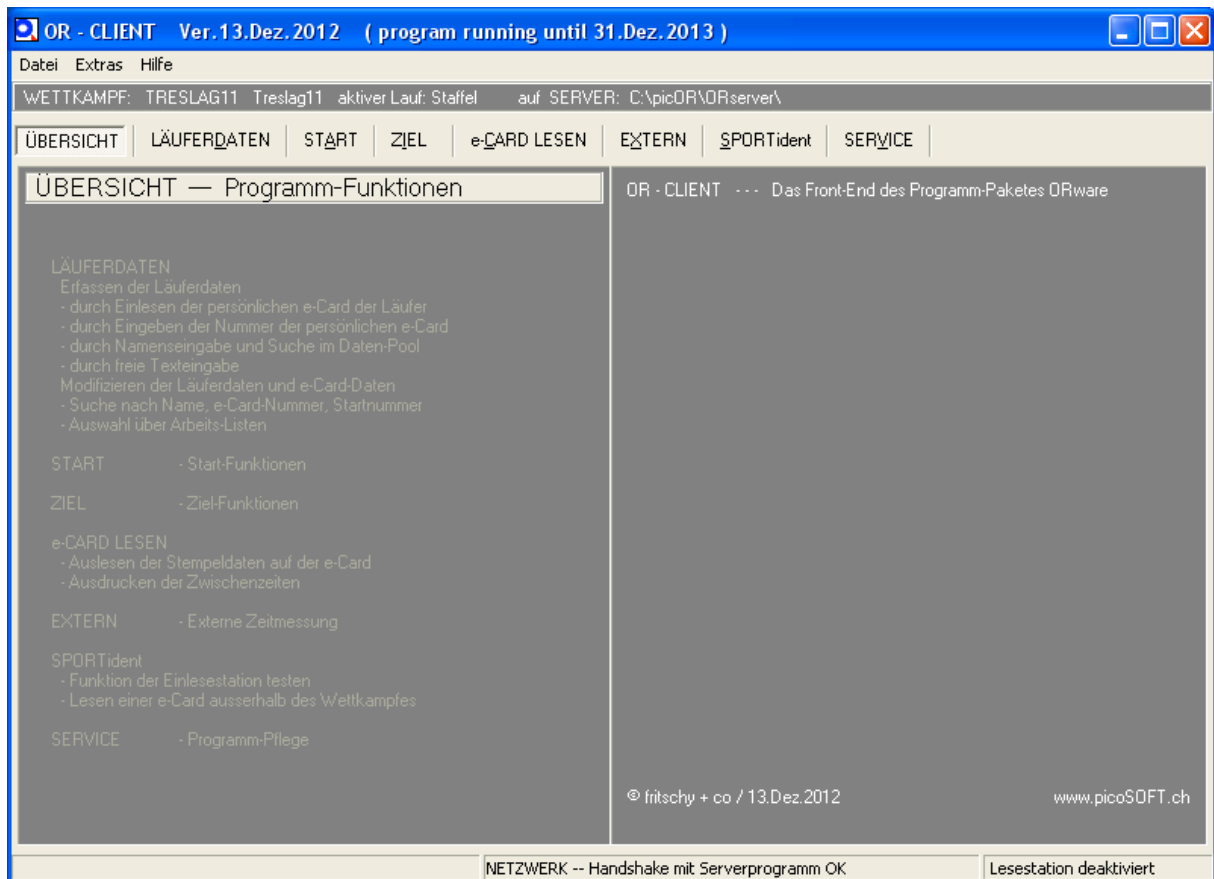 OR - CLIENT Ver.13.Dez.2012 ( program running until 31.Dez.2013 )
Datei Extras Hilfe
WETTKAMPF: TRESLAG11 Treslag11 aktiver Lauf: Staffel auf SERVER: C:\picOR\ORserver\
ÜBERSICHT LÄUFERDATEN START ZIEL e-CARD LESEN EXTERN SPORTident SERVICE
ÜBERSICHT — Programm-Funktionen
OR - CLIENT --- Das Front-End des Programm-Paketes ORware
LÄUFERDATEN
Erfassen der Läuferdaten
- durch Einlesen der persönlichen e-Card der Läufer
- durch Eingeben der Nummer der persönlichen e-Card
- durch Namenseingabe und Suche im Daten-Pool
- durch freie Texteingabe
Modifizieren der Läuferdaten und e-Card-Daten
- Suche nach Name, e-Card-Nummer, Startnummer
- Auswahl über Arbeits-Listen
START - Start-Funktionen
ZIEL - Ziel-Funktionen
e-CARD LESEN
- Auslesen der Stempeldaten auf der e-Card
- Ausdrucken der Zwischenzeiten
EXTERN - Externe Zeitmessung
SPORTident
- Funktion der Einlesestation testen
- Lesen einer e-Card ausserhalb des Wettkampfes
SERVICE - Programm-Pflege
© fritschy + co / 13.Dez.2012 www.picoSOFT.ch
NETZWERK -- Handshake mit Serverprogramm OK Lesestation deaktiviert